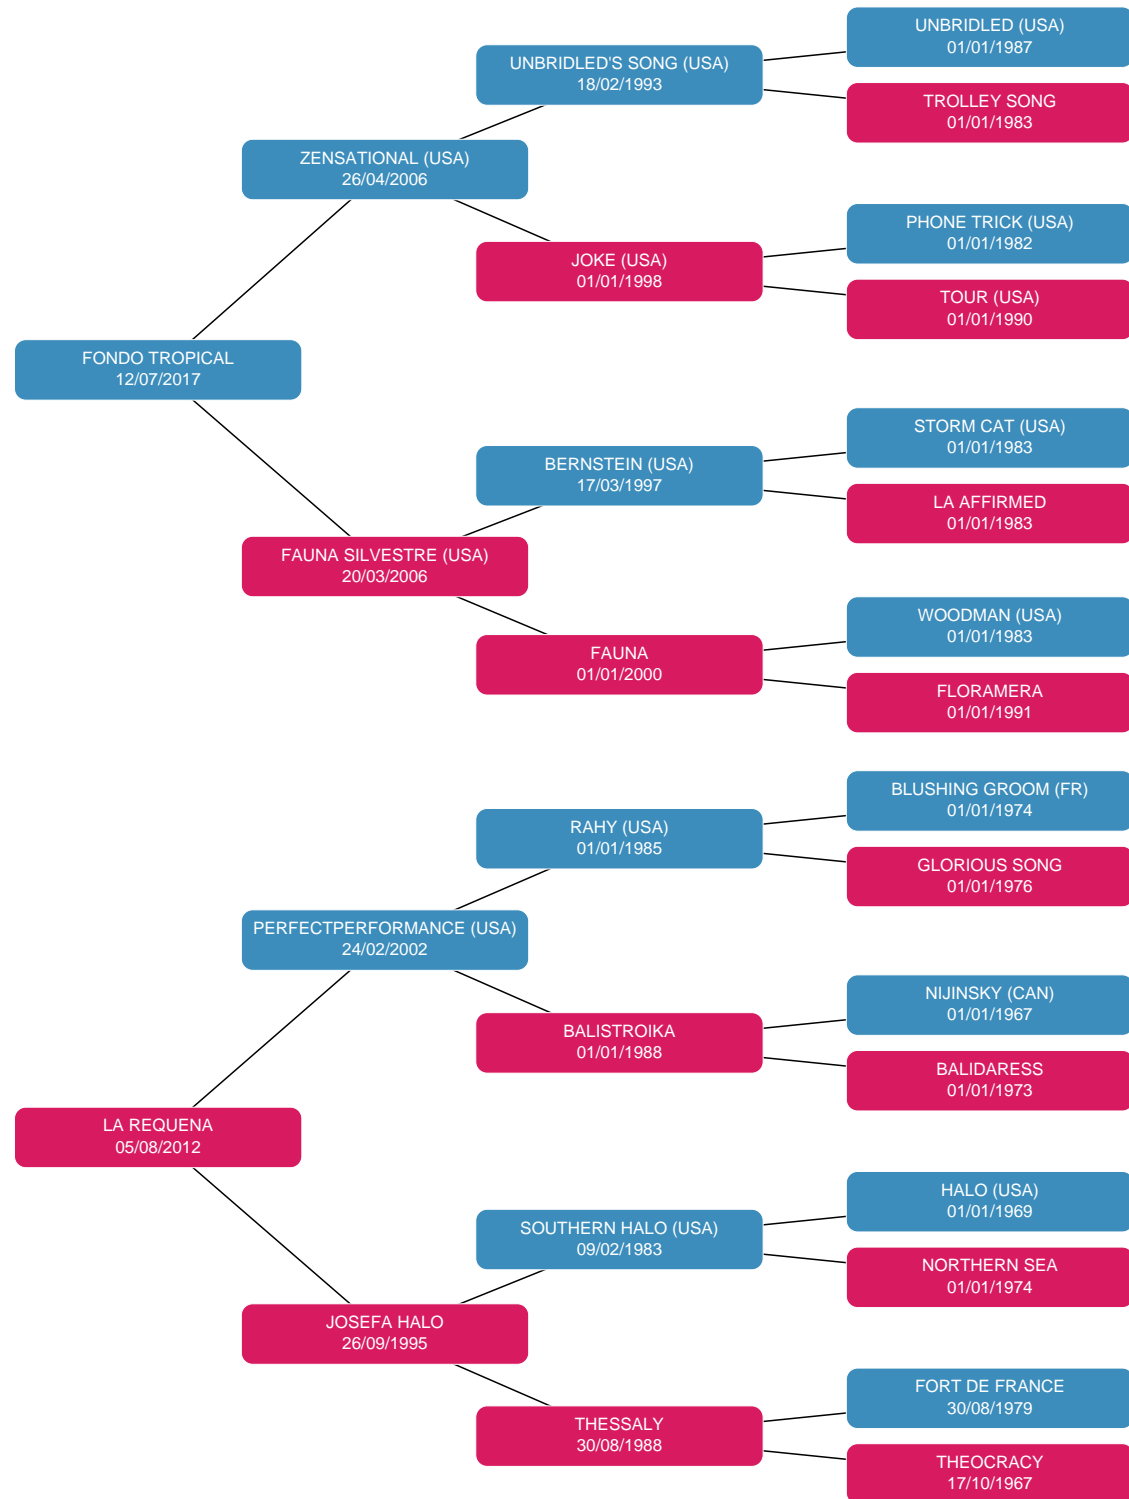 UNBRIDLED (USA)
01/01/1987
UNBRIDLED'S SONG (USA)
18/02/1993
TROLLEY SONG
01/01/1983
ZENSATIONAL (USA)
26/04/2006
PHONE TRICK (USA)
01/01/1982
JOKE (USA)
01/01/1998
TOUR (USA)
01/01/1990
FONDO TROPICAL
12/07/2017
STORM CAT (USA)
01/01/1983
BERNSTEIN (USA)
17/03/1997
LA AFFIRMED
01/01/1983
FAUNA SILVESTRE (USA)
20/03/2006
WOODMAN (USA)
01/01/1983
FAUNA
01/01/2000
FLORAMERA
01/01/1991
BLUSHING GROOM (FR)
01/01/1974
RAHY (USA)
01/01/1985
GLORIOUS SONG
01/01/1976
PERFECTPERFORMANCE (USA)
24/02/2002
NIJINSKY (CAN)
01/01/1967
BALISTROIKA
01/01/1988
BALIDARESS
01/01/1973
LA REQUENA
05/08/2012
HALO (USA)
01/01/1969
SOUTHERN HALO (USA)
09/02/1983
NORTHERN SEA
01/01/1974
JOSEFA HALO
26/09/1995
FORT DE FRANCE
30/08/1979
THESSALY
30/08/1988
THEOCRACY
17/10/1967